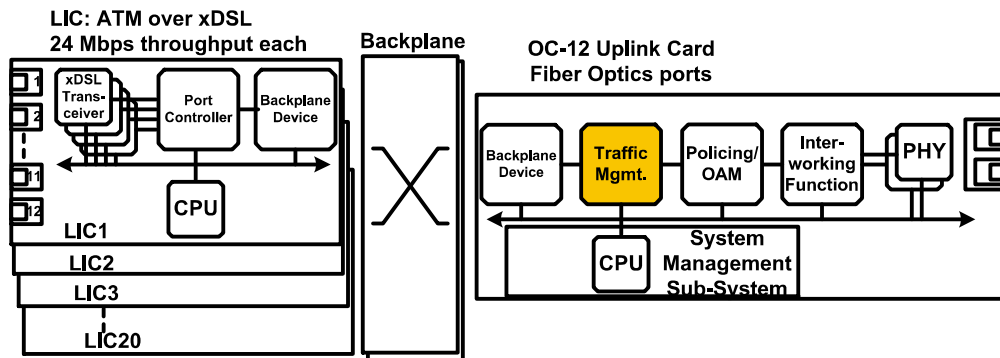 LIC: ATM over xDSL
24 Mbps throughput each
Backplane
OC-12 Uplink Card
Fiber Optics ports
1
2
11
12
xDSL
Trans-
ceiver
Port
Controller
Backplane
Device
CPU
LIC1
LIC2
LIC3
LIC20
Backplane
Device
Traffic
Mgmt.
Policing/
OAM
Inter-
working
Function
PHY
CPU
System
Management
Sub-System